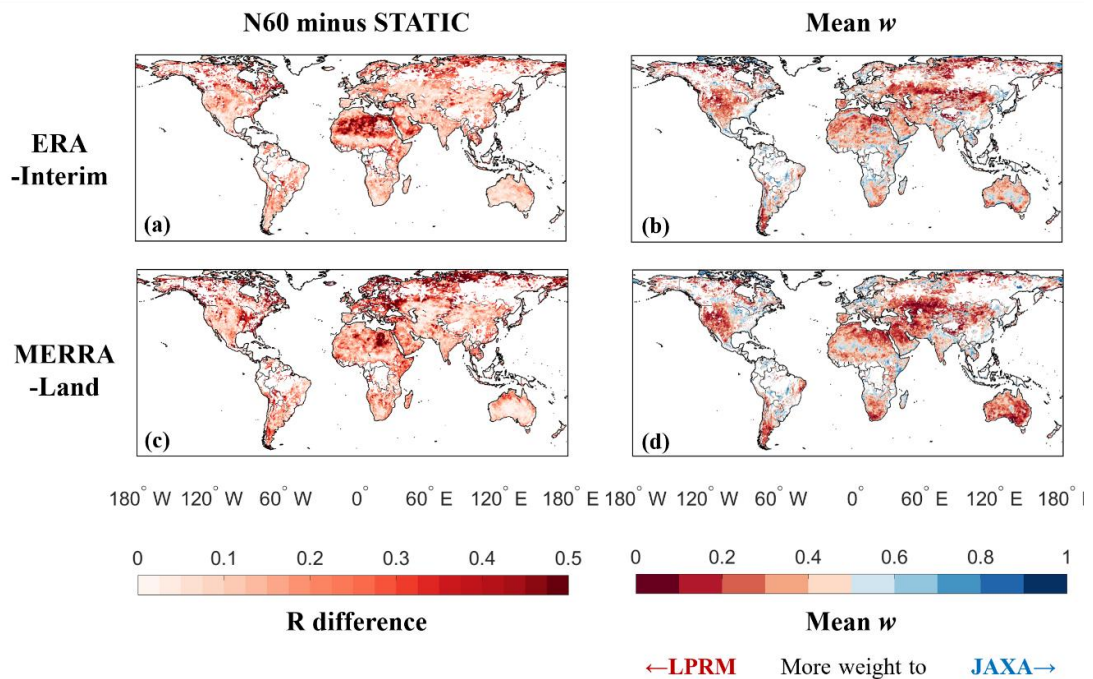 N60 minus STATIC
Mean w
ERA
-Interim
(a)
(b)
MERRA
-Land
(c)
(d)
180° W 120° W 60° W 0° 60° E 120° E 180° E
180° W 120° W 60° W 0° 60° E 120° E 180° E
0 0.1 0.2 0.3 0.4 0.5
0 0.2 0.4 0.6 0.8 1
R difference
Mean w
←LPRM More weight to JAXA→